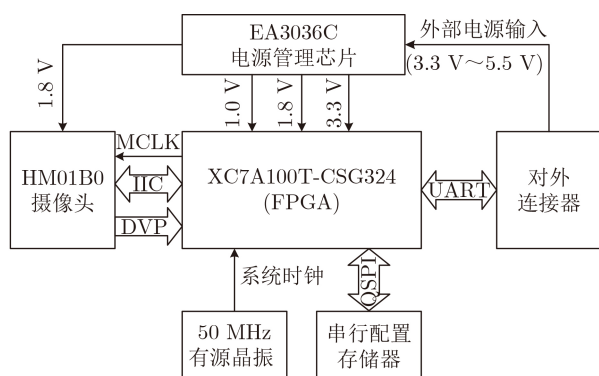 EA3036C
电源管理芯片
外部电源输入
(3.3 V～5.5 V)
1.8 V
1.0 V
1.8 V
3.3 V
MCLK
HM01B0
摄像头
IIC
DVP
XC7A100T-CSG324
(FPGA)
UART
对外
连接器
系统时钟
QSPI
50 MHz
有源晶振
串行配置
存储器